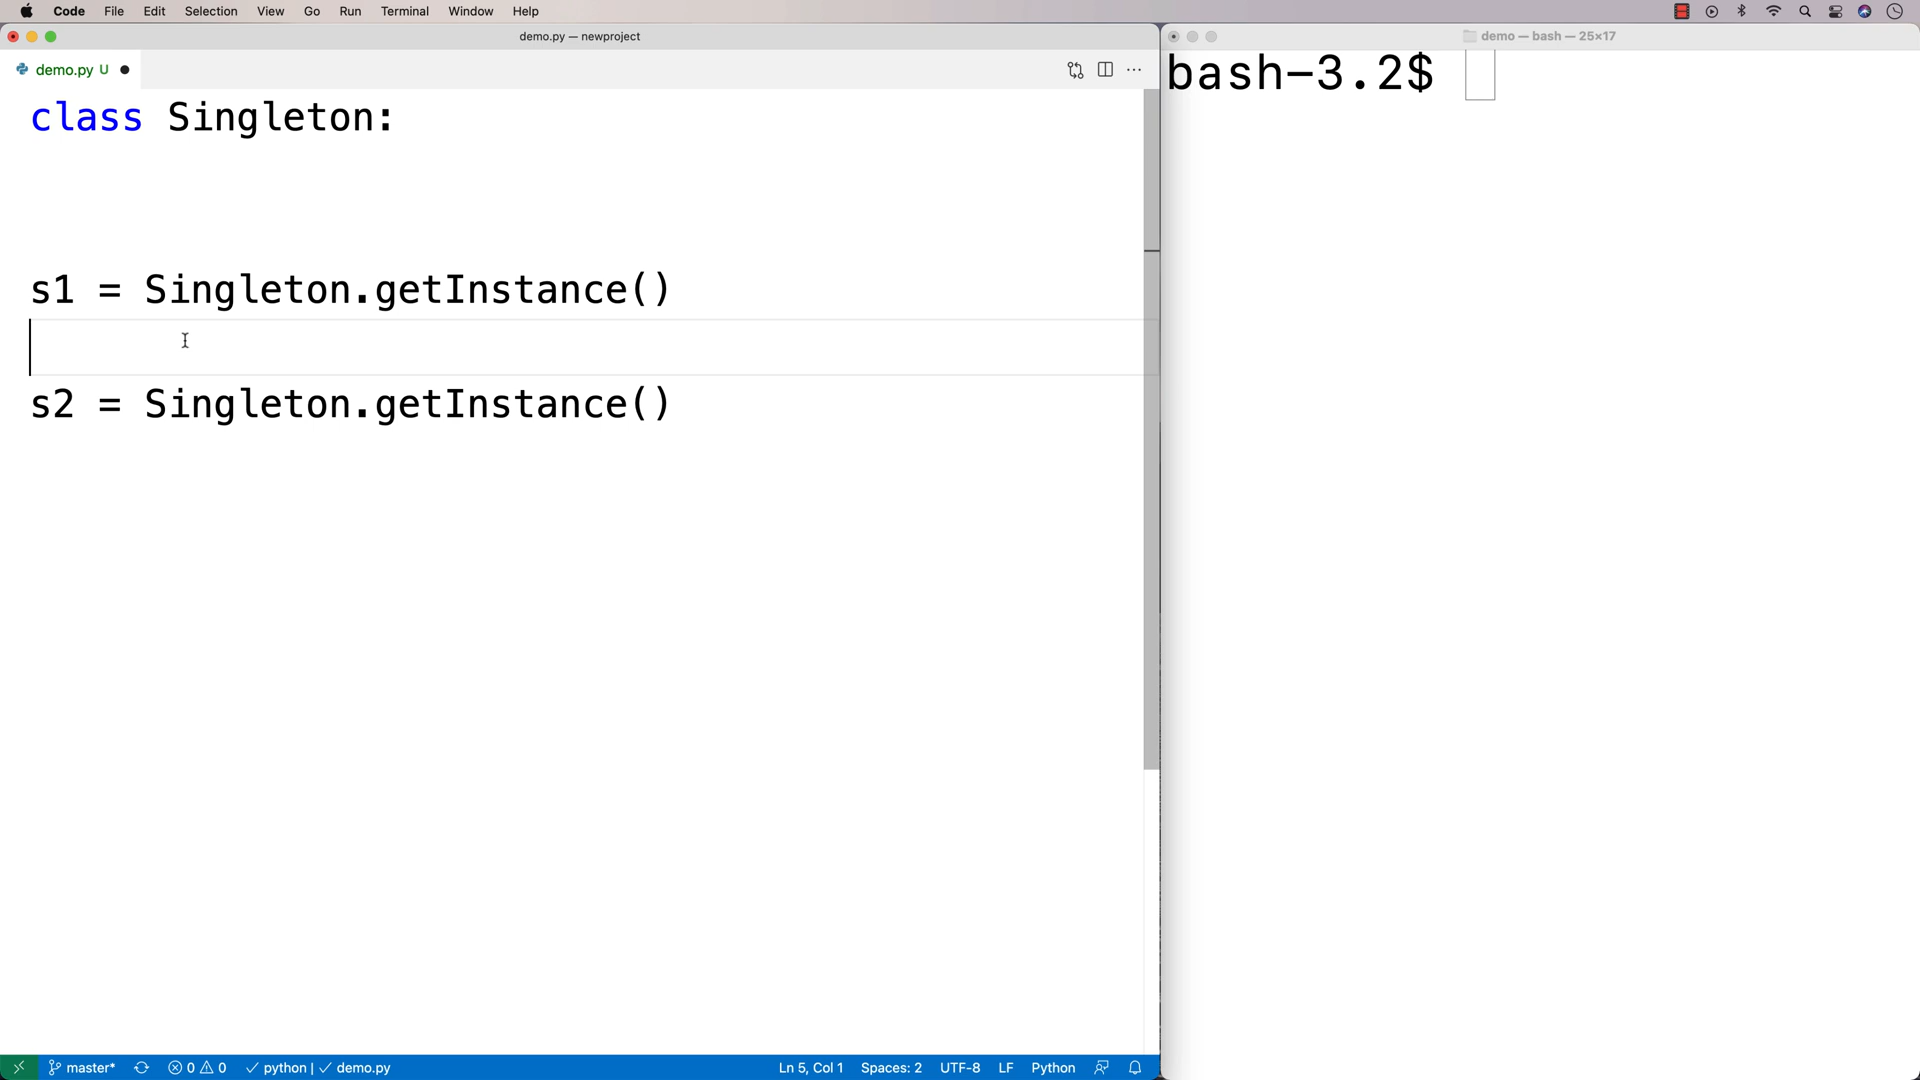 Code File Edit Selection View Go Run Terminal Window Help
demo.py — newproject
demo — bash — 25×17
demo.py U
bash-3.2$
class Singleton:
s1 = Singleton.getInstance()
s2 = Singleton.getInstance()
master* 0 0 python | demo.py Ln 5, Col 1 Spaces: 2 UTF-8 LF Python